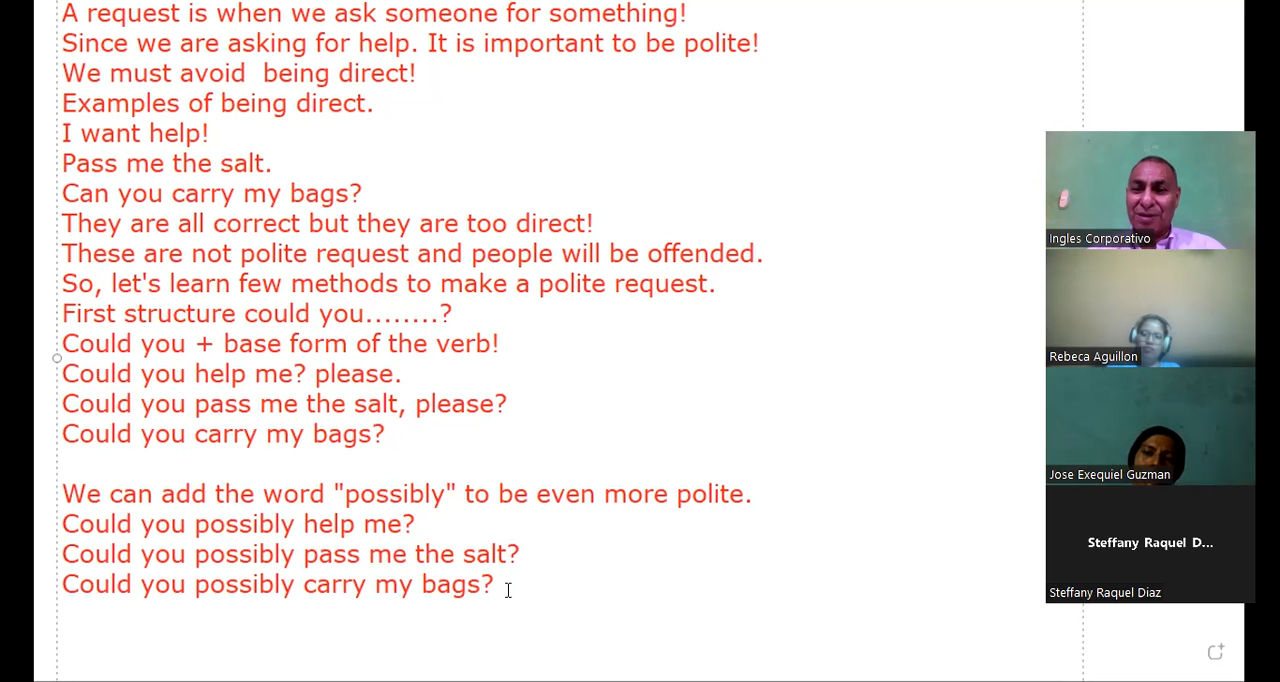 A request is when we ask someone for something!
Since we are asking for help. It is important to be polite!
We must avoid  being direct!
Examples of being direct.
I want help!
Pass me the salt.
Can you carry my bags?
They are all correct but they are too direct!
These are not polite request and people will be offended.
So, let's learn few methods to make a polite request.
First structure could you........?
Could you + base form of the verb!
Could you help me? please.
Could you pass me the salt, please?
Could you carry my bags?
We can add the word "possibly" to be even more polite.
Could you possibly help me?
Could you possibly pass me the salt?
Could you possibly carry my bags?
Ingles Corporativo
Rebeca Aguillon
Jose Exequiel Guzman
Steffany Raquel D...
Steffany Raquel Diaz